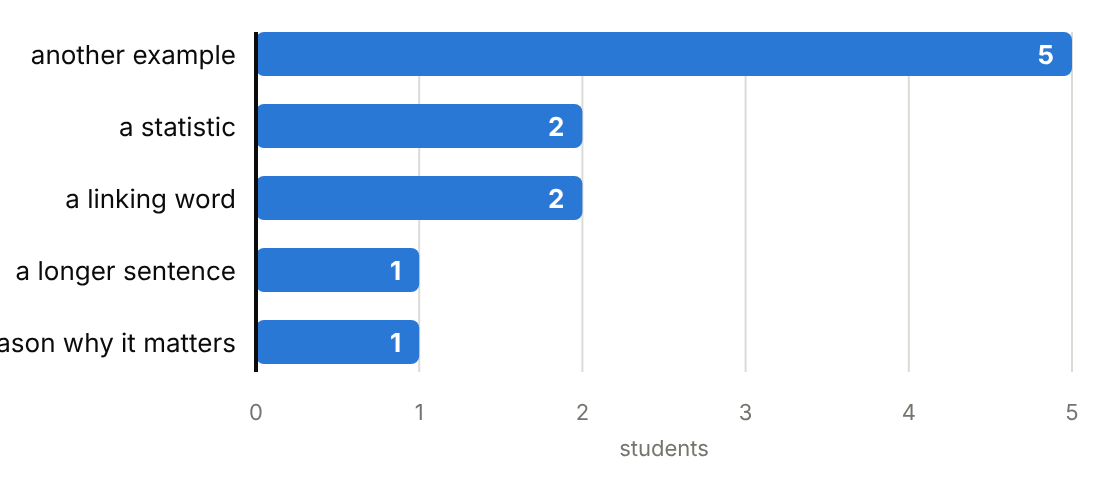 another example 5
a statistic 2
a linking word 2
a longer sentence 1
why it matters 1
0 1 2 3 4 5
students